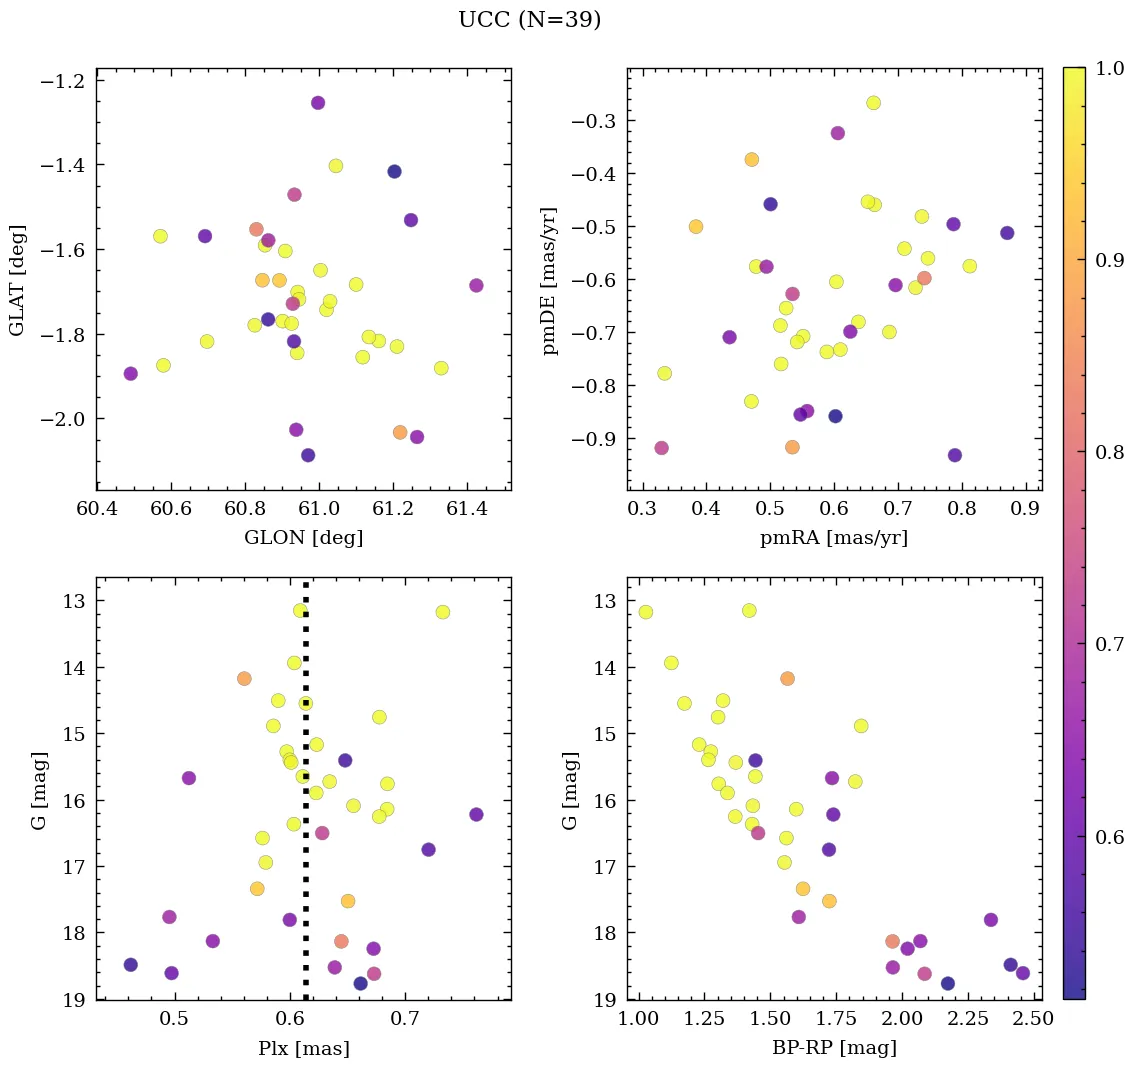 UCC (N=39)
−1.2
−1.4
−1.6
−1.8
−2.0
GLAT [deg]
60.4 60.6 60.8 61.0 61.2 61.4
GLON [deg]
−0.3
−0.4
−0.5
−0.6
−0.7
−0.8
−0.9
pmDE [mas/yr]
0.3 0.4 0.5 0.6 0.7 0.8 0.9
pmRA [mas/yr]
13
14
15
16
17
18
19
G [mag]
0.5 0.6 0.7
Plx [mas]
13
14
15
16
17
18
19
G [mag]
1.00 1.25 1.50 1.75 2.00 2.25 2.50
BP-RP [mag]
1.0
0.9
0.8
0.7
0.6